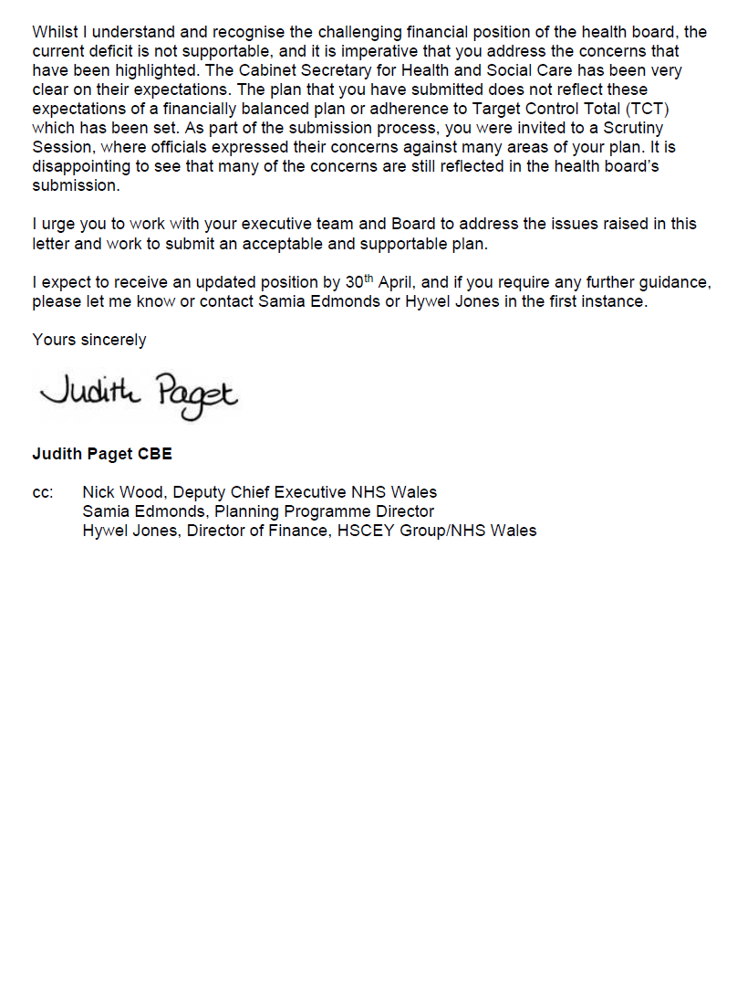 Whilst I understand and recognise the challenging financial position of the health board, the
current deficit is not supportable, and it is imperative that you address the concerns that
have been highlighted. The Cabinet Secretary for Health and Social Care has been very
clear on their expectations. The plan that you have submitted does not reflect these
expectations of a financially balanced plan or adherence to Target Control Total (TCT)
which has been set. As part of the submission process, you were invited to a Scrutiny
Session, where officials expressed their concerns against many areas of your plan. It is
disappointing to see that many of the concerns are still reflected in the health board's
submission.
I urge you to work with your executive team and Board to address the issues raised in this
letter and work to submit an acceptable and supportable plan.
I expect to receive an updated position by 30th April, and if you require any further guidance,
please let me know or contact Samia Edmonds or Hywel Jones in the first instance.
Yours sincerely
Judith Paget
Judith Paget CBE
cc: Nick Wood, Deputy Chief Executive NHS Wales
Samia Edmonds, Planning Programme Director
Hywel Jones, Director of Finance, HSCEY Group/NHS Wales